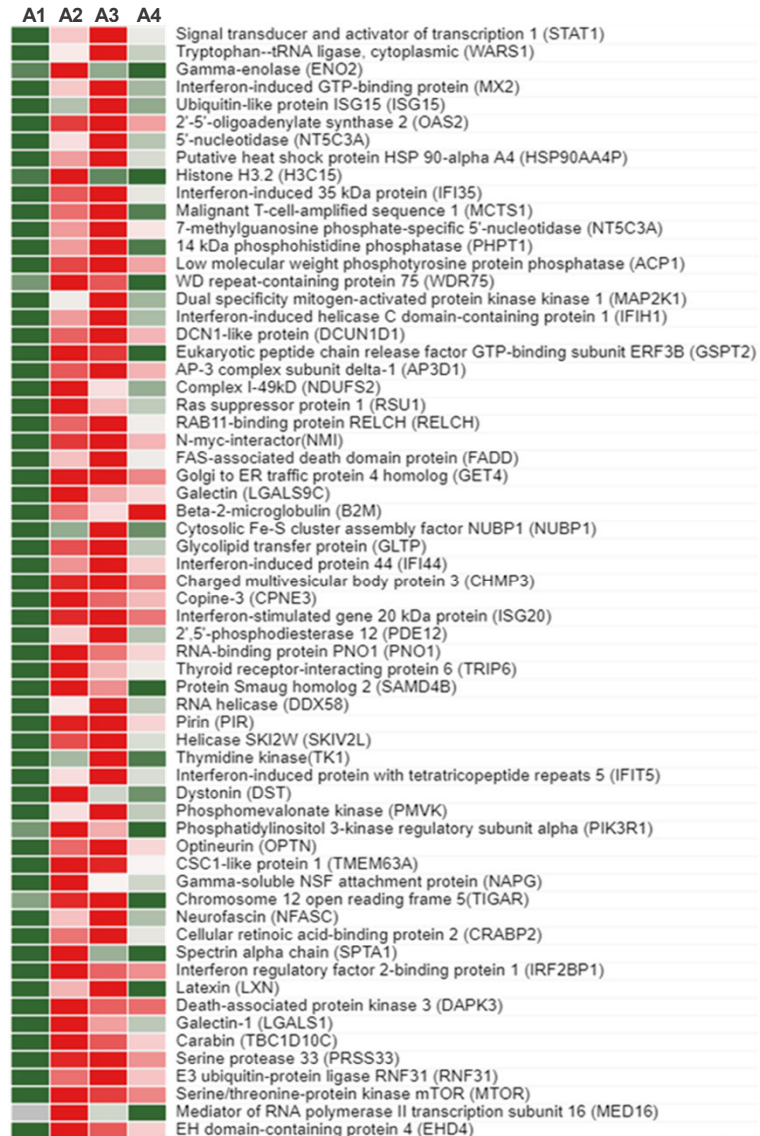 A1 A2 A3 A4
Signal transducer and activator of transcription 1 (STAT1)
Tryptophan--tRNA ligase, cytoplasmic (WARS1)
Gamma-enolase (ENO2)
Interferon-induced GTP-binding protein (MX2)
Ubiquitin-like protein ISG15 (ISG15)
2'-5'-oligoadenylate synthase 2 (OAS2)
5'-nucleotidase (NT5C3A)
Putative heat shock protein HSP 90-alpha A4 (HSP90AA4P)
Histone H3.2 (H3C15)
Interferon-induced 35 kDa protein (IFI35)
Malignant T-cell-amplified sequence 1 (MCTS1)
7-methylguanosine phosphate-specific 5'-nucleotidase (NT5C3A)
14 kDa phosphohistidine phosphatase (PHPT1)
Low molecular weight phosphotyrosine protein phosphatase (ACP1)
WD repeat-containing protein 75 (WDR75)
Dual specificity mitogen-activated protein kinase kinase 1 (MAP2K1)
Interferon-induced helicase C domain-containing protein 1 (IFIH1)
DCN1-like protein (DCUN1D1)
Eukaryotic peptide chain release factor GTP-binding subunit ERF3B (GSPT2)
AP-3 complex subunit delta-1 (AP3D1)
Complex I-49kD (NDUFS2)
Ras suppressor protein 1 (RSU1)
RAB11-binding protein RELCH (RELCH)
N-myc-interactor(NMI)
FAS-associated death domain protein (FADD)
Golgi to ER traffic protein 4 homolog (GET4)
Galectin (LGALS9C)
Beta-2-microglobulin (B2M)
Cytosolic Fe-S cluster assembly factor NUBP1 (NUBP1)
Glycolipid transfer protein (GLTP)
Interferon-induced protein 44 (IFI44)
Charged multivesicular body protein 3 (CHMP3)
Copine-3 (CPNE3)
Interferon-stimulated gene 20 kDa protein (ISG20)
2',5'-phosphodiesterase 12 (PDE12)
RNA-binding protein PNO1 (PNO1)
Thyroid receptor-interacting protein 6 (TRIP6)
Protein Smaug homolog 2 (SAMD4B)
RNA helicase (DDX58)
Pirin (PIR)
Helicase SKI2W (SKIV2L)
Thymidine kinase(TK1)
Interferon-induced protein with tetratricopeptide repeats 5 (IFIT5)
Dystonin (DST)
Phosphomevalonate kinase (PMVK)
Phosphatidylinositol 3-kinase regulatory subunit alpha (PIK3R1)
Optineurin (OPTN)
CSC1-like protein 1 (TMEM63A)
Gamma-soluble NSF attachment protein (NAPG)
Chromosome 12 open reading frame 5(TIGAR)
Neurofascin (NFASC)
Cellular retinoic acid-binding protein 2 (CRABP2)
Spectrin alpha chain (SPTA1)
Interferon regulatory factor 2-binding protein 1 (IRF2BP1)
Latexin (LXN)
Death-associated protein kinase 3 (DAPK3)
Galectin-1 (LGALS1)
Carabin (TBC1D10C)
Serine protease 33 (PRSS33)
E3 ubiquitin-protein ligase RNF31 (RNF31)
Serine/threonine-protein kinase mTOR (MTOR)
Mediator of RNA polymerase II transcription subunit 16 (MED16)
EH domain-containing protein 4 (EHD4)